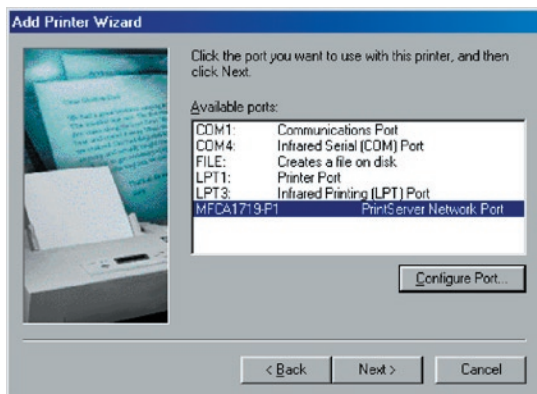 Add Printer Wizard
Click the port you want to use with this printer, and then
click Next.
Available ports:
COM1: Communications Port
COM4: Infrared Serial (COM) Port
FILE: Creates a file on disk
LPT1: Printer Port
LPT3: Infrared Printing (LPT) Port
MFCA1719-P1 PrintServer Network Port
Configure Port...
< Back
Next >
Cancel